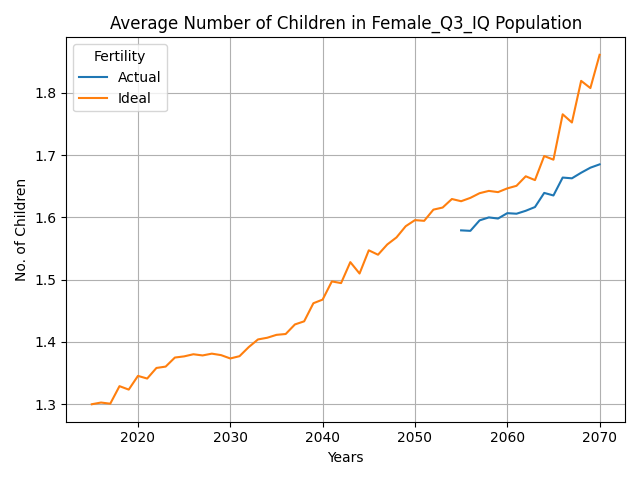 Average Number of Children in Female_Q3_IQ Population
Fertility
Actual
Ideal
1.8
1.7
1.6
1.5
1.4
1.3
No. of Children
2020 2030 2040 2050 2060 2070
Years